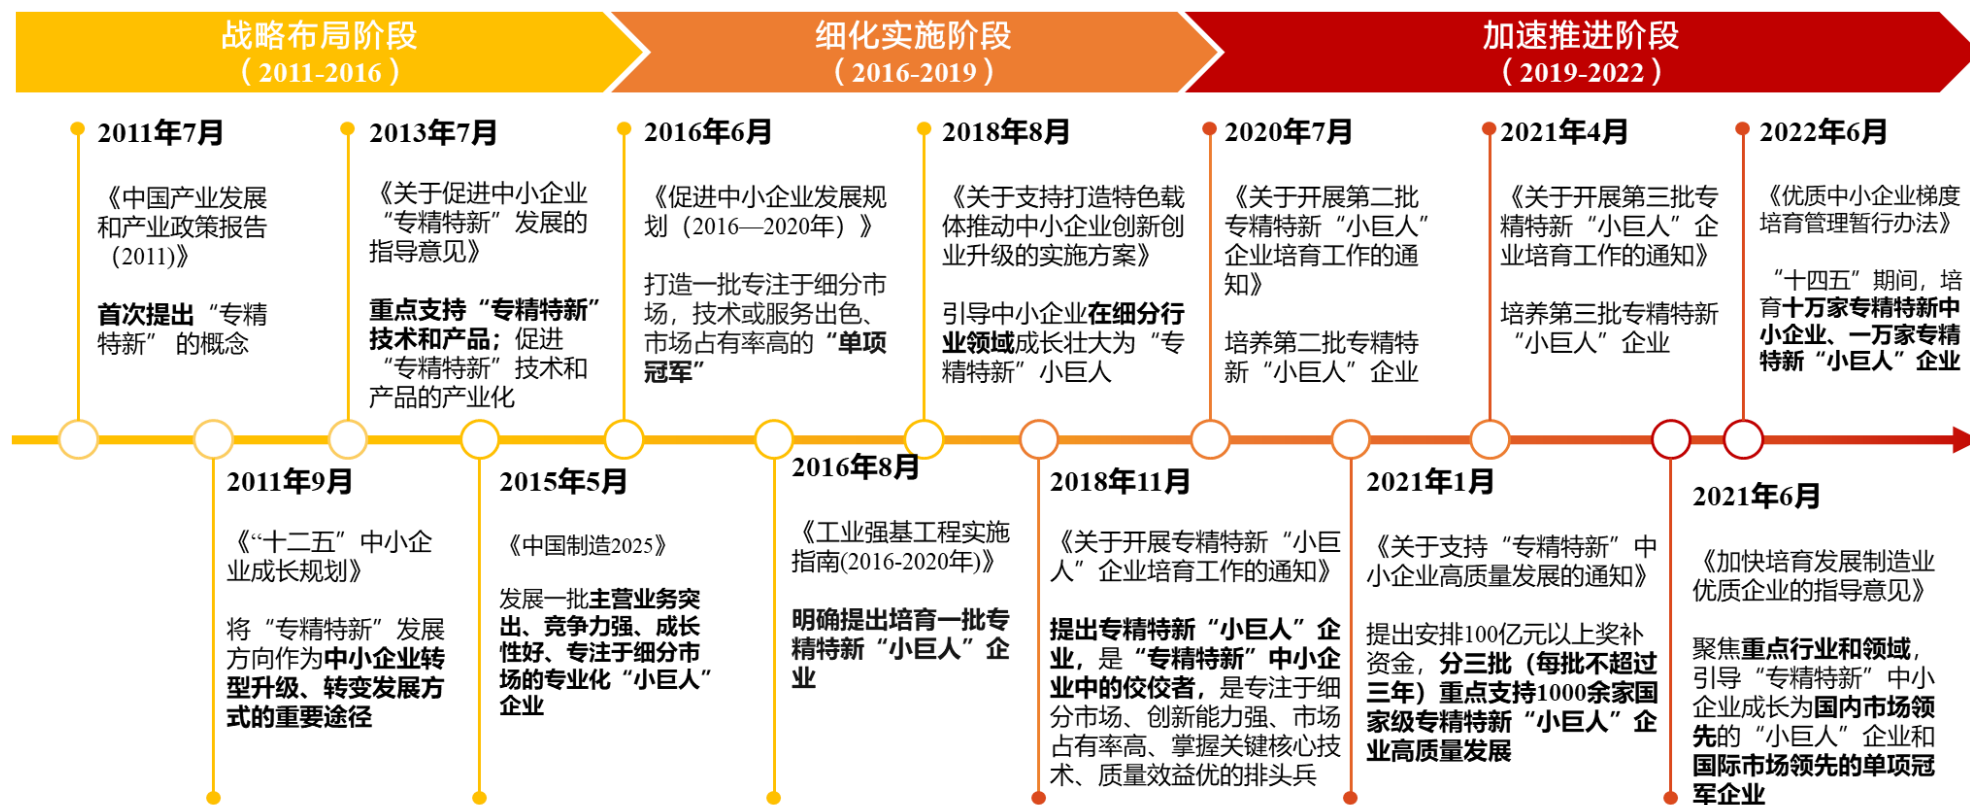 战略布局阶段
（2011-2016）
细化实施阶段
（2016-2019）
加速推进阶段
（2019-2022）
2011年7月
《中国产业发展
和产业政策报告
（2011)》
首次提出“专精
特新” 的概念
2013年7月
《关于促进中小企业
“专精特新”发展的
指导意见》
重点支持“专精特新”
技术和产品；促进
“专精特新”技术和
产品的产业化
2016年6月
《促进中小企业发展规
划（2016—2020年）》
打造一批专注于细分市
场，技术或服务出色、
市场占有率高的“单项
冠军”
2018年8月
《关于支持打造特色载
体推动中小企业创新创
业升级的实施方案》
引导中小企业在细分行
业领域成长壮大为“专
精特新”小巨人
2020年7月
《关于开展第二批
专精特新“小巨人”
企业培育工作的通
知》
培养第二批专精特
新“小巨人”企业
2021年4月
《关于开展第三批专
精特新“小巨人”企
业培育工作的通知》
培养第三批专精特新
“小巨人”企业
2022年6月
《优质中小企业梯度
培育管理暂行办法》
“十四五”期间，培
育十万家专精特新中
小企业、一万家专精
特新“小巨人”企业
2011年9月
《“十二五”中小企
业成长规划》
将“专精特新”发展
方向作为中小企业转
型升级、转变发展方
式的重要途径
2015年5月
《中国制造2025》
发展一批主营业务突
出、竞争力强、成长
性好、专注于细分市
场的专业化“小巨人”
企业
2016年8月
《工业强基工程实施
指南(2016-2020年)》
明确提出培育一批专
精特新“小巨人”企
业
2018年11月
《关于开展专精特新“小巨
人”企业培育工作的通知》
提出专精特新“小巨人”企
业，是“专精特新”中小企
业中的佼佼者，是专注于细
分市场、创新能力强、市场
占有率高、掌握关键核心技
术、质量效益优的排头兵
2021年1月
《关于支持“专精特新”中
小企业高质量发展的通知》
提出安排100亿元以上奖补
资金，分三批（每批不超过
三年）重点支持1000余家国
家级专精特新“小巨人”企
业高质量发展
2021年6月
《加快培育发展制造业
优质企业的指导意见》
聚焦重点行业和领域，
引导“专精特新”中小
企业成长为国内市场领
先的“小巨人”企业和
国际市场领先的单项冠
军企业